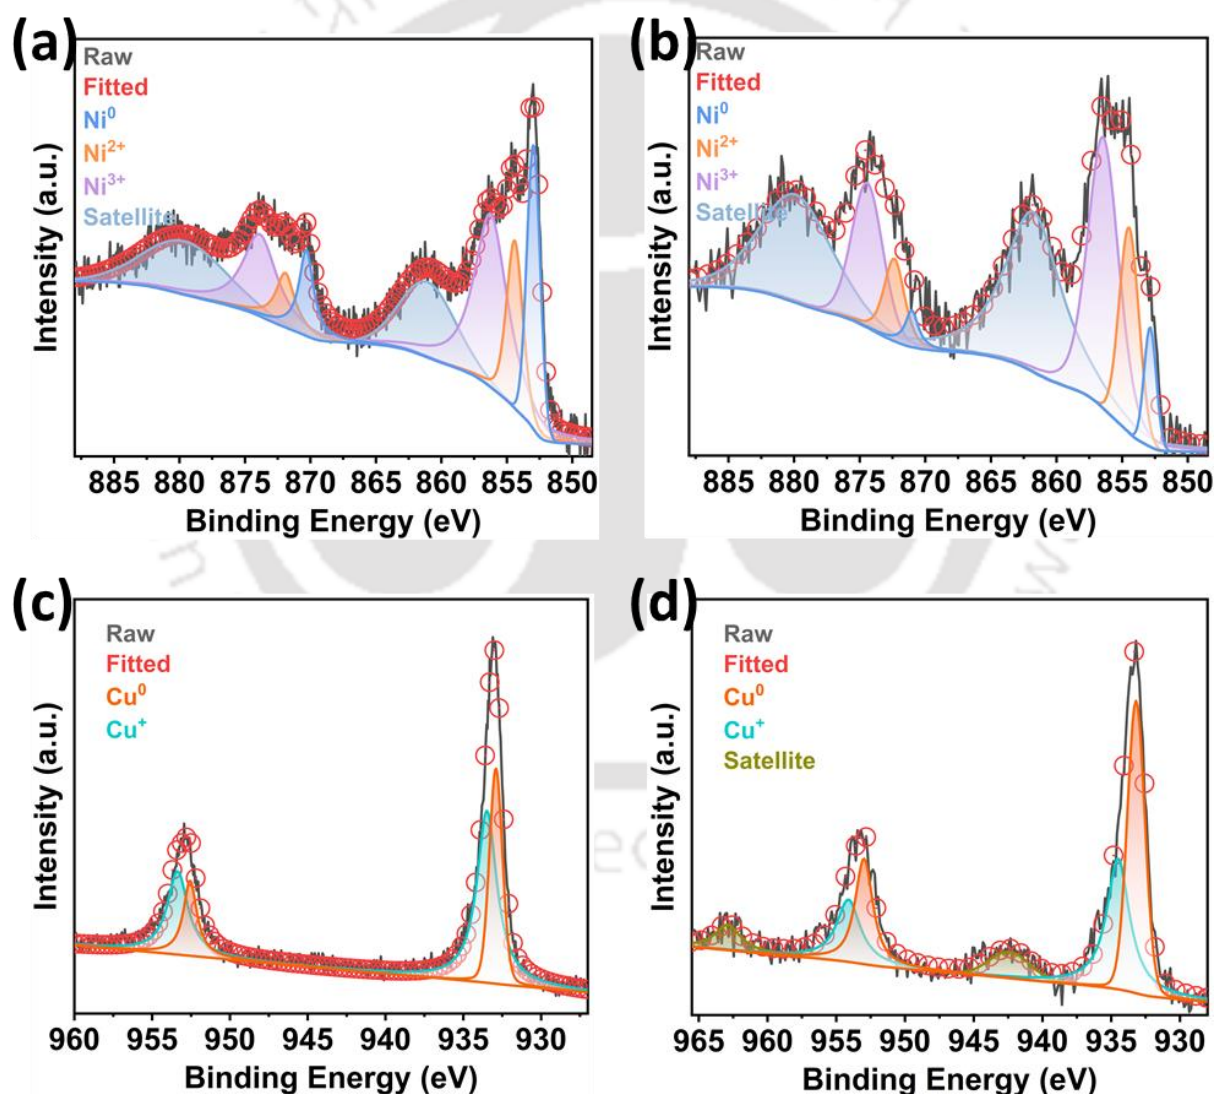 (a)
Raw
Fitted
Ni⁰
Ni²⁺
Ni³⁺
Satellite
Intensity (a.u.)
885 880 875 870 865 860 855 850
Binding Energy (eV)
(b)
Raw
Fitted
Ni⁰
Ni²⁺
Ni³⁺
Satellite
Intensity (a.u.)
885 880 875 870 865 860 855 850
Binding Energy (eV)
(c)
Raw
Fitted
Cu⁰
Cu⁺
Intensity (a.u.)
960 955 950 945 940 935 930
Binding Energy (eV)
(d)
Raw
Fitted
Cu⁰
Cu⁺
Satellite
Intensity (a.u.)
965 960 955 950 945 940 935 930
Binding Energy (eV)